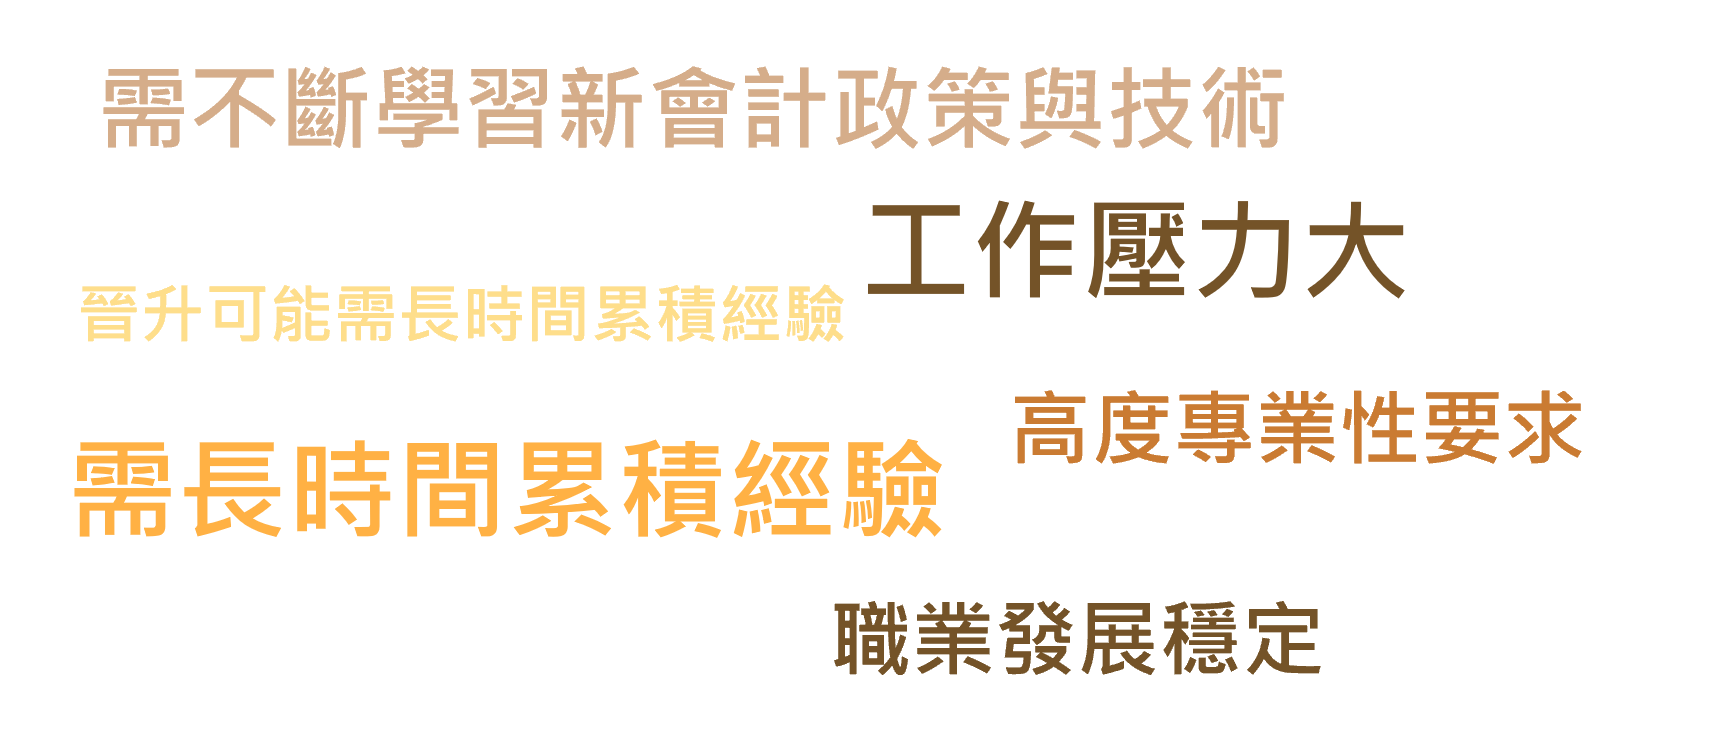 需不斷學習新會計政策與技術
工作壓力大
晉升可能需長時間累積經驗
高度專業性要求
需長時間累積經驗
職業發展穩定